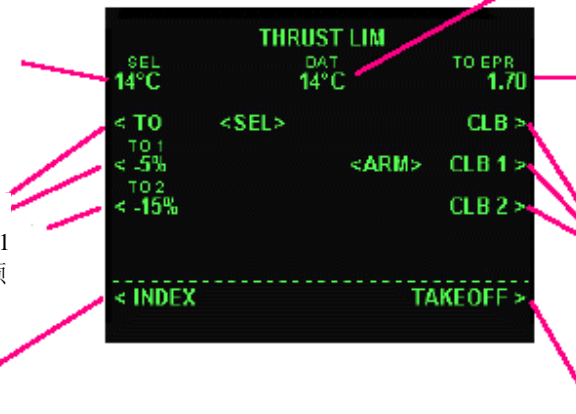 THRUST LIM
SEL DAT TO EPR
14°C 14°C 1.70
< TO <SEL> CLB >
TO 1
< -5% <ARM> CLB 1 >
TO 2
< -15% CLB 2 >
1
< INDEX TAKEOFF >